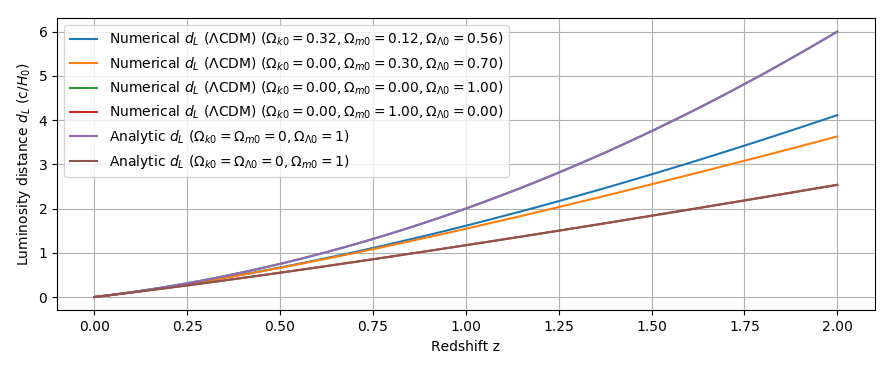 Numerical d_L (ΛCDM) (Ω_k0 = 0.32, Ω_m0 = 0.12, Ω_Λ0 = 0.56)
Numerical d_L (ΛCDM) (Ω_k0 = 0.00, Ω_m0 = 0.30, Ω_Λ0 = 0.70)
Numerical d_L (ΛCDM) (Ω_k0 = 0.00, Ω_m0 = 0.00, Ω_Λ0 = 1.00)
Numerical d_L (ΛCDM) (Ω_k0 = 0.00, Ω_m0 = 1.00, Ω_Λ0 = 0.00)
Analytic d_L (Ω_k0 = Ω_m0 = 0, Ω_Λ0 = 1)
Analytic d_L (Ω_k0 = Ω_Λ0 = 0, Ω_m0 = 1)
Luminosity distance d_L (c/H_0)
6
5
4
3
2
1
0
0.00 0.25 0.50 0.75 1.00 1.25 1.50 1.75 2.00
Redshift z